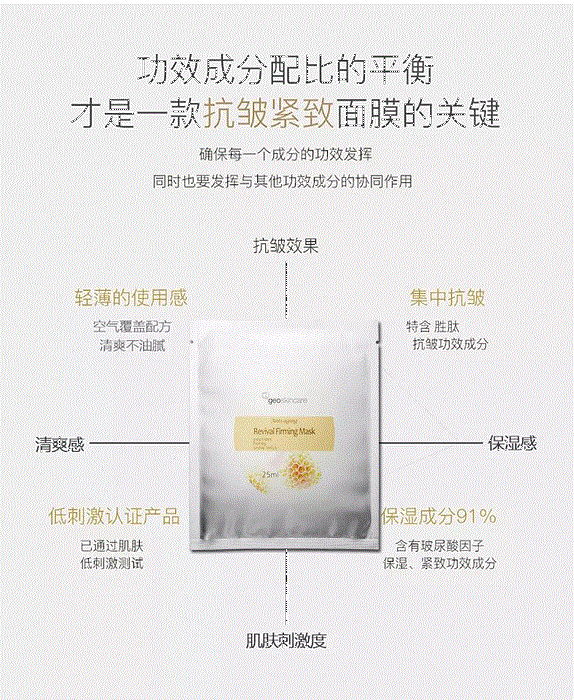 功效成分配比的平衡
才是一款抗皱紧致面膜的关键
确保每一个成分的功效发挥
同时也要发挥与其他功效成分的协同作用
抗皱效果
轻薄的使用感
空气覆盖配方
清爽不油腻
集中抗皱
特含 胜肽
抗皱功效成分
geoskincare
Anti-ageing
Revival Firming Mask
25ml
清爽感
保湿感
低刺激认证产品
已通过肌肤
低刺激测试
保湿成分91%
含有玻尿酸因子
保湿、紧致功效成分
肌肤刺激度